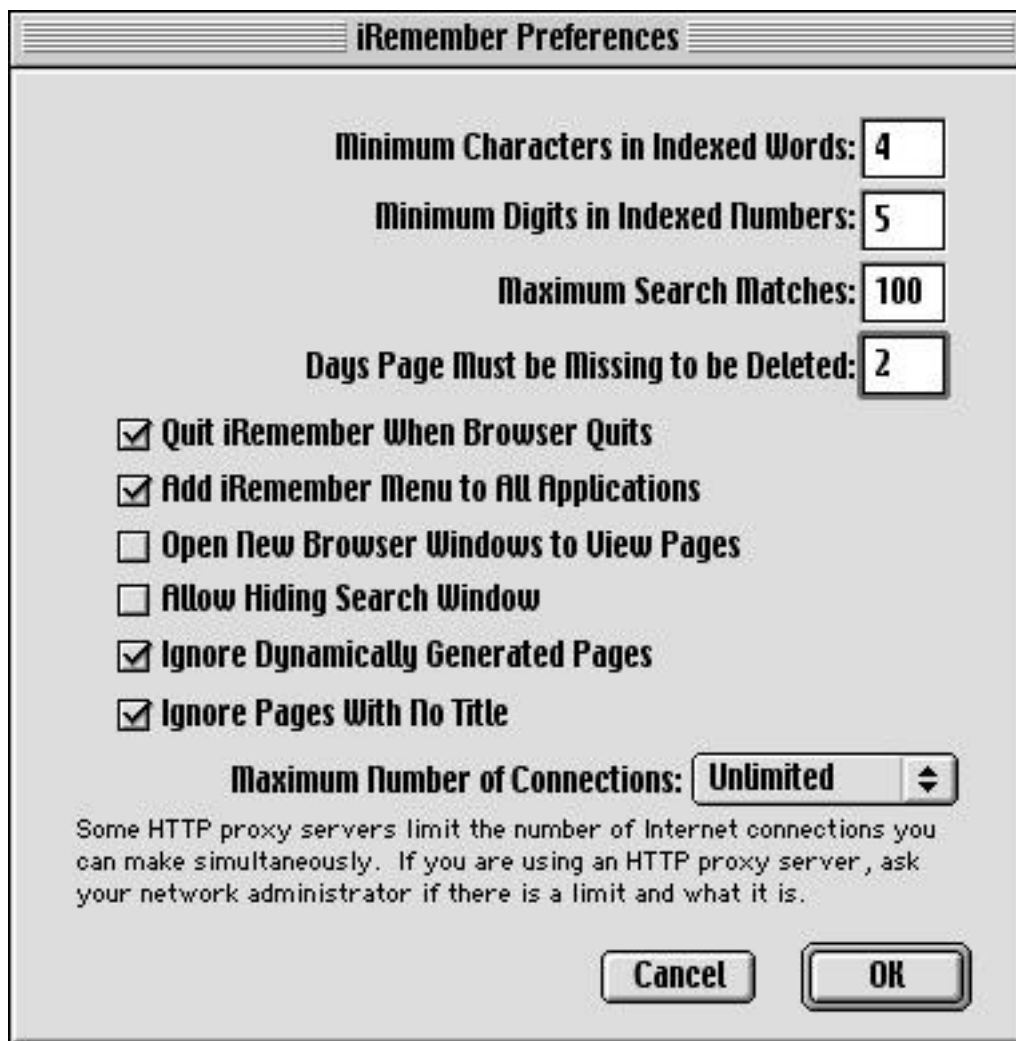 iRemember Preferences
Minimum Characters in Indexed Words: 4
Minimum Digits in Indexed Numbers: 5
Maximum Search Matches: 100
Days Page Must be Missing to be Deleted: 2
Quit iRemember When Browser Quits
Add iRemember Menu to All Applications
Open New Browser Windows to View Pages
Allow Hiding Search Window
Ignore Dynamically Generated Pages
Ignore Pages With No Title
Maximum Number of Connections: Unlimited
Some HTTP proxy servers limit the number of Internet connections you
can make simultaneously. If you are using an HTTP proxy server, ask
your network administrator if there is a limit and what it is.
Cancel OK